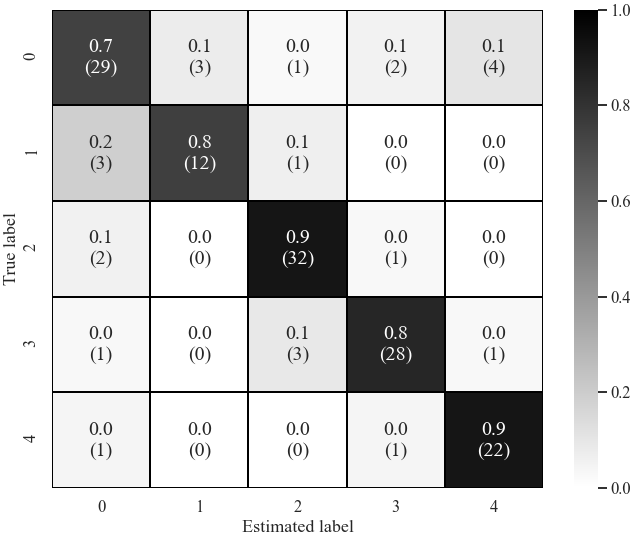 0.7 0.1 0.0 0.1 0.1
0 (29) (3) (1) (2) (4)
0.2 0.8 0.1 0.0 0.0
1 (3) (12) (1) (0) (0)
0.1 0.0 0.9 0.0 0.0
2 (2) (0) (32) (1) (0)
0.0 0.0 0.1 0.8 0.0
3 (1) (0) (3) (28) (1)
0.0 0.0 0.0 0.0 0.9
4 (1) (0) (0) (1) (22)
0 1 2 3 4
Estimated label
True label
1.0
0.8
0.6
0.4
0.2
0.0